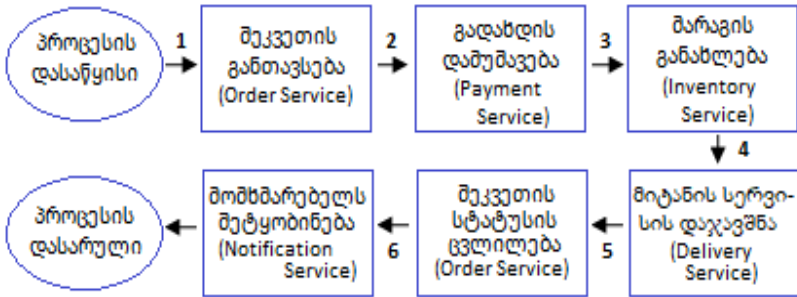 პროცესის
დასაწყისი
1
შეკვეთის
განთავსება
(Order Service)
2
გადახდის
დამუშავება
(Payment
Service)
3
მარაგის
განახლება
(Inventory
Service)
4
მიტანის სერვი-
სის დაჯავშნა
(Delivery
Service)
5
შეკვეთის
სტატუსის
ცვლილება
(Order Service)
6
მომხმარებელს
შეტყობინება
(Notification
Service)
პროცესის
დასარული